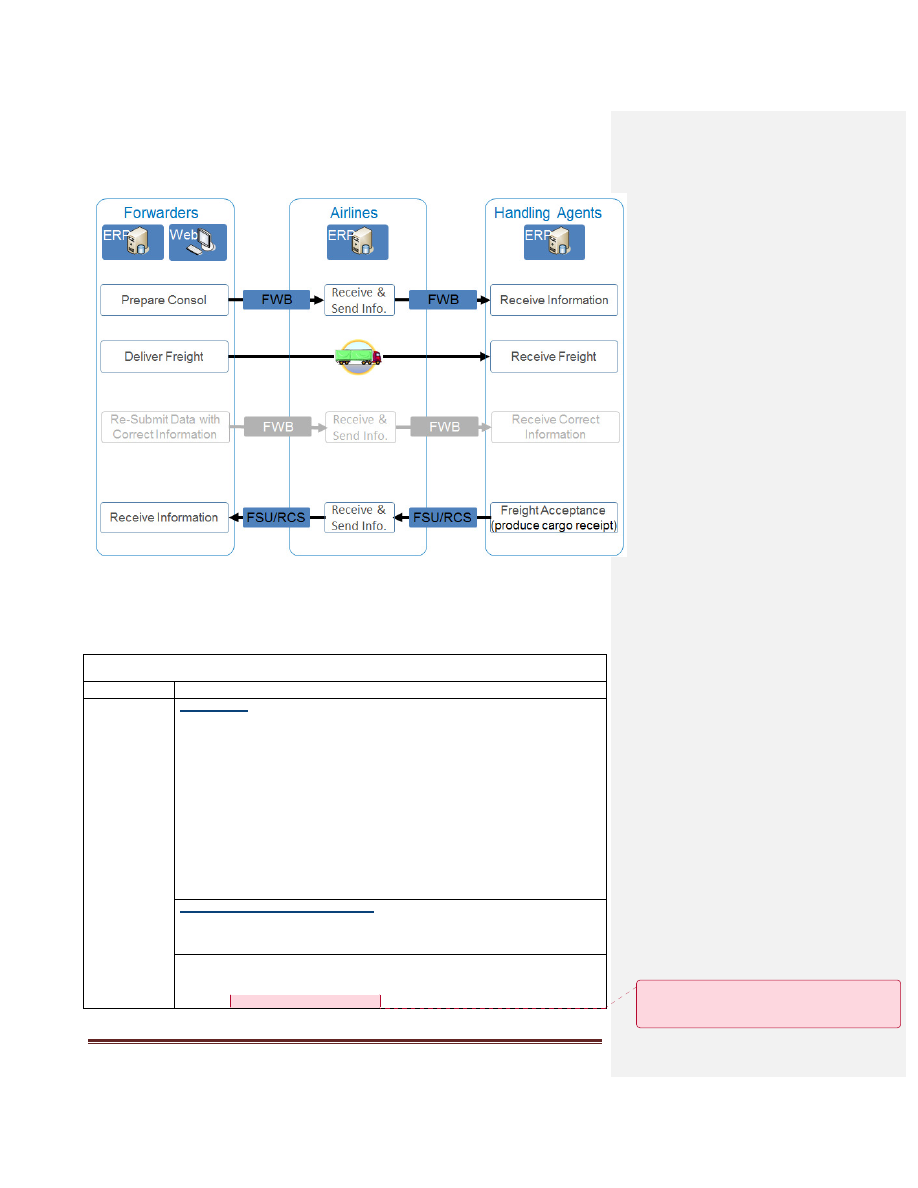 Forwarders Airlines Handling Agents
ERP Web ERP ERP
Prepare Consol FWB Receive & FWB Receive Information
Send Info.
Deliver Freight Receive Freight
Re-Submit Data with FWB Receive & FWB Receive Correct
Correct Information Send Info. Information
Receive Information FSU/RCS Receive & FSU/RCS Freight Acceptance
Send Info. (produce cargo receipt)